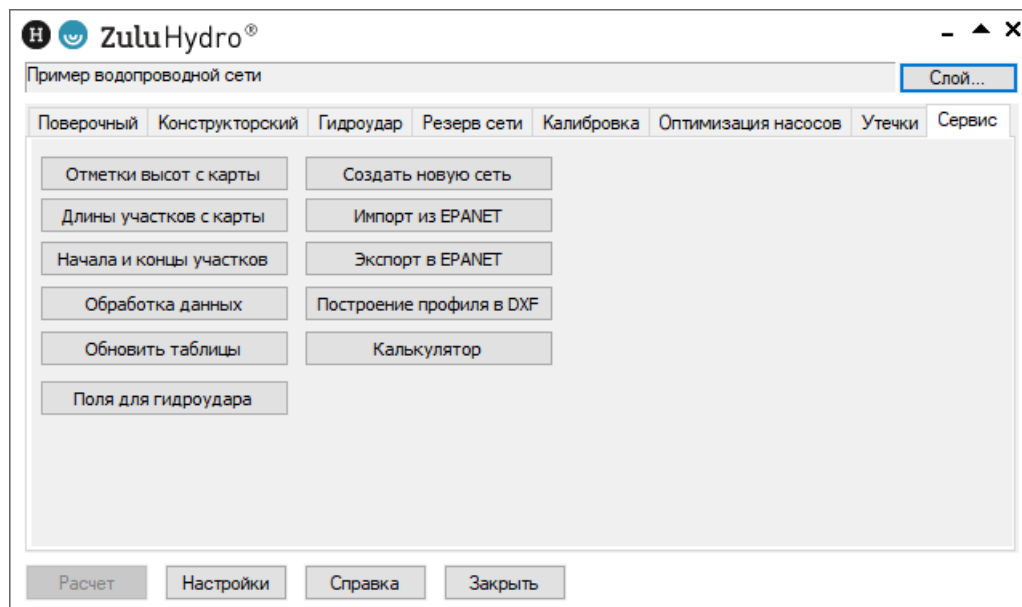 H ZuluHydro®
Пример водопроводной сети Слой...
Поверочный Конструкторский Гидроудар Резерв сети Калибровка Оптимизация насосов Утечки Сервис
Отметки высот с карты Создать новую сеть
Длины участков с карты Импорт из EPANET
Начала и концы участков Экспорт в EPANET
Обработка данных Построение профиля в DXF
Обновить таблицы Калькулятор
Поля для гидроудара
Расчет Настройки Справка Закрыть